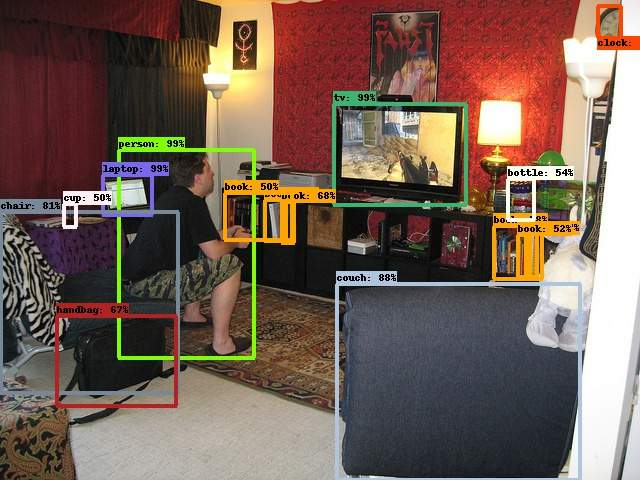 clock:
FAUST
tv: 99%
person: 99%
laptop: 99%
bottle: 54%
book: 50%
book: 68%
cup: 50%
chair: 81%
book: 52%
couch: 88%
handbag: 67%